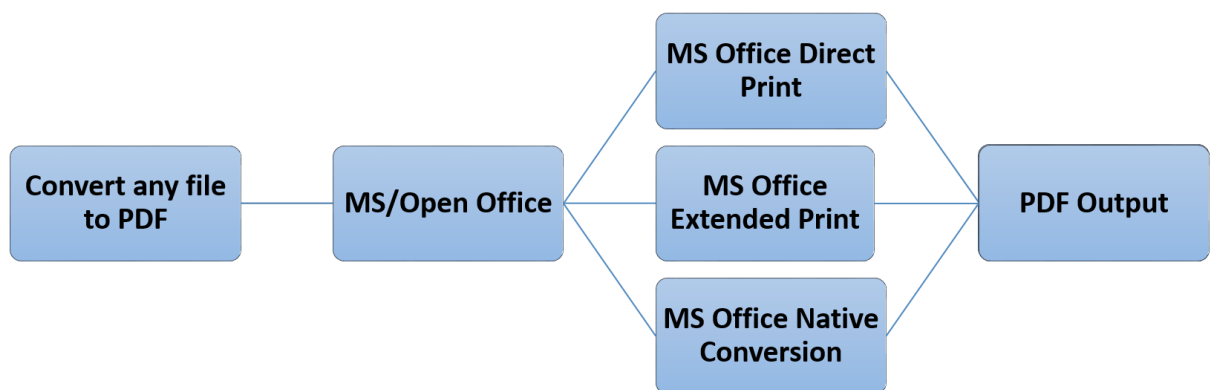 Convert any file
to PDF
MS/Open Office
MS Office Direct
Print
MS Office
Extended Print
MS Office Native
Conversion
PDF Output